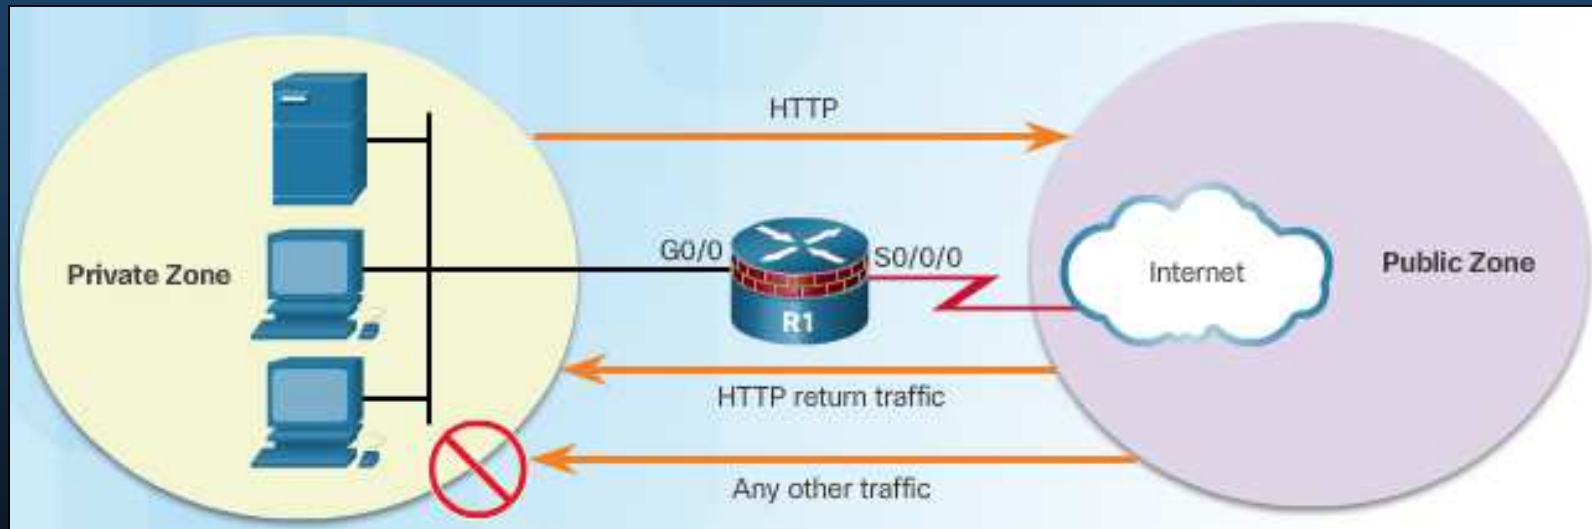 HTTP
Private Zone
G0/0
R1
S0/0/0
Internet
Public Zone
HTTP return traffic
Any other traffic